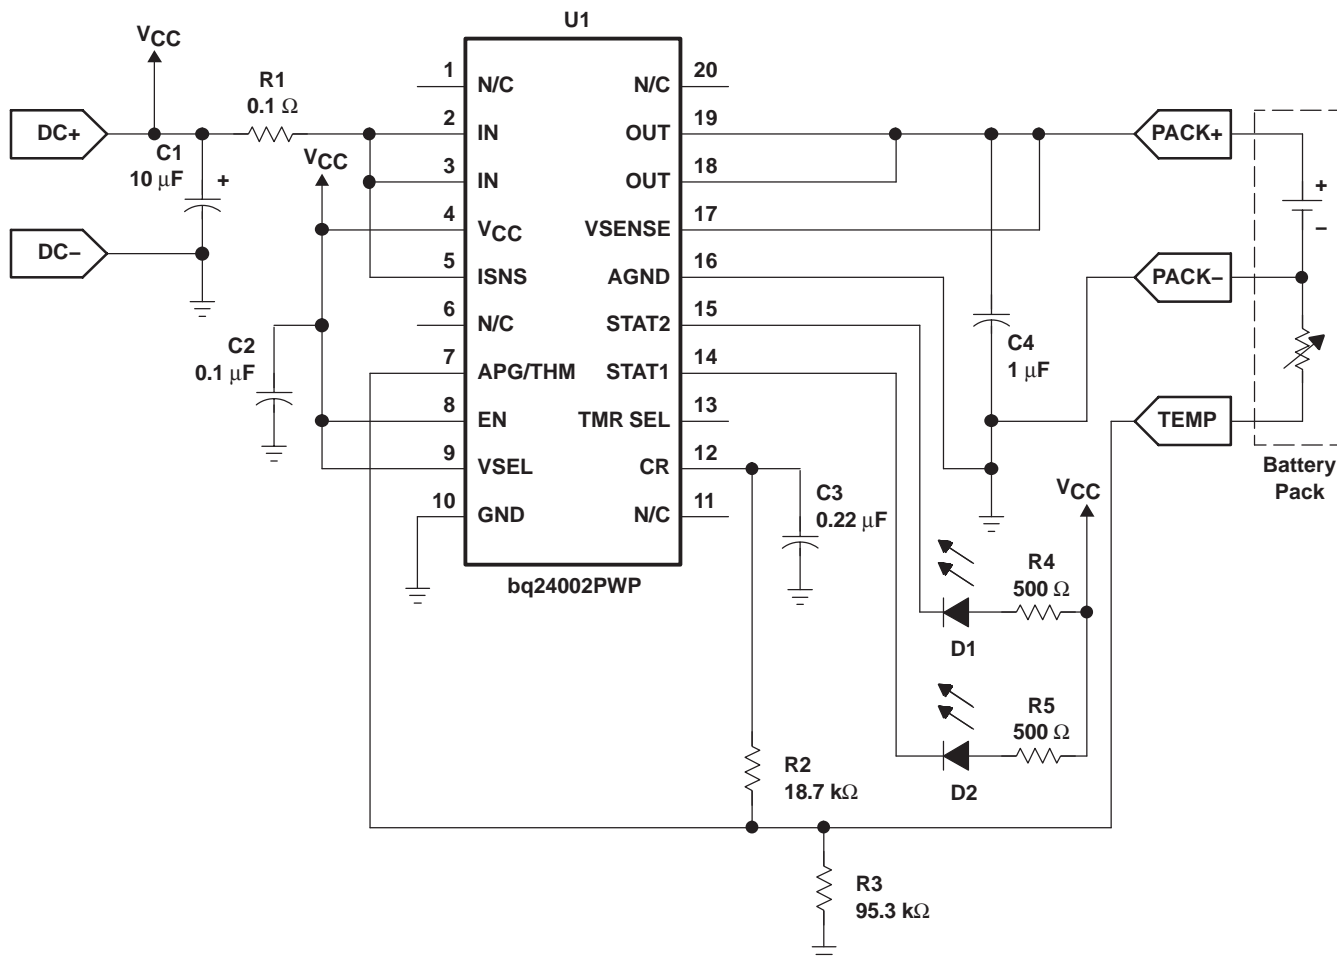 U1
VCC
R1
0.1 Ω
DC+
C1
10 μF
+
DC−
VCC
C2
0.1 μF
1
N/C
2
IN
3
IN
4
VCC
5
ISNS
6
N/C
7
APG/THM
8
EN
9
VSEL
10
GND
20
N/C
19
OUT
18
OUT
17
VSENSE
16
AGND
15
STAT2
14
STAT1
13
TMR SEL
12
CR
11
N/C
bq24002PWP
C3
0.22 μF
C4
1 μF
PACK+
+
−
PACK−
TEMP
Battery
Pack
VCC
R4
500 Ω
D1
R5
500 Ω
D2
R2
18.7 kΩ
R3
95.3 kΩ